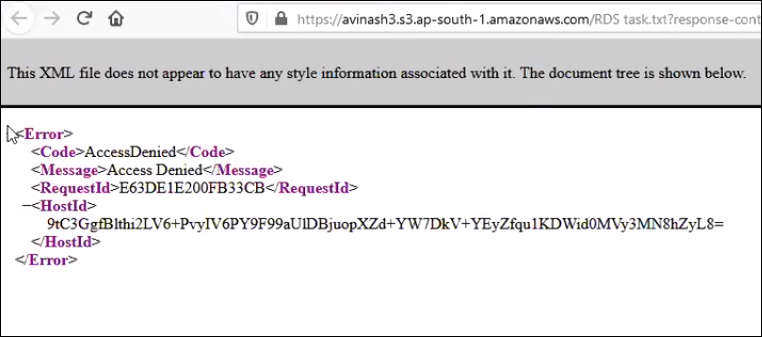 https://avinash3.s3.ap-south-1.amazonaws.com/RDS task.txt?response-cont
This XML file does not appear to have any style information associated with it. The document tree is shown below.
<Error>
<Code>AccessDenied</Code>
<Message>Access Denied</Message>
<RequestId>E63DE1E200FB33CB</RequestId>
−<HostId>
9tC3GgfBlthi2LV6+PvyIV6PY9F99aUlDBjuopXZd+YW7DkV+YEyZfqu1KDWid0MVy3MN8hZyL8=
</HostId>
</Error>